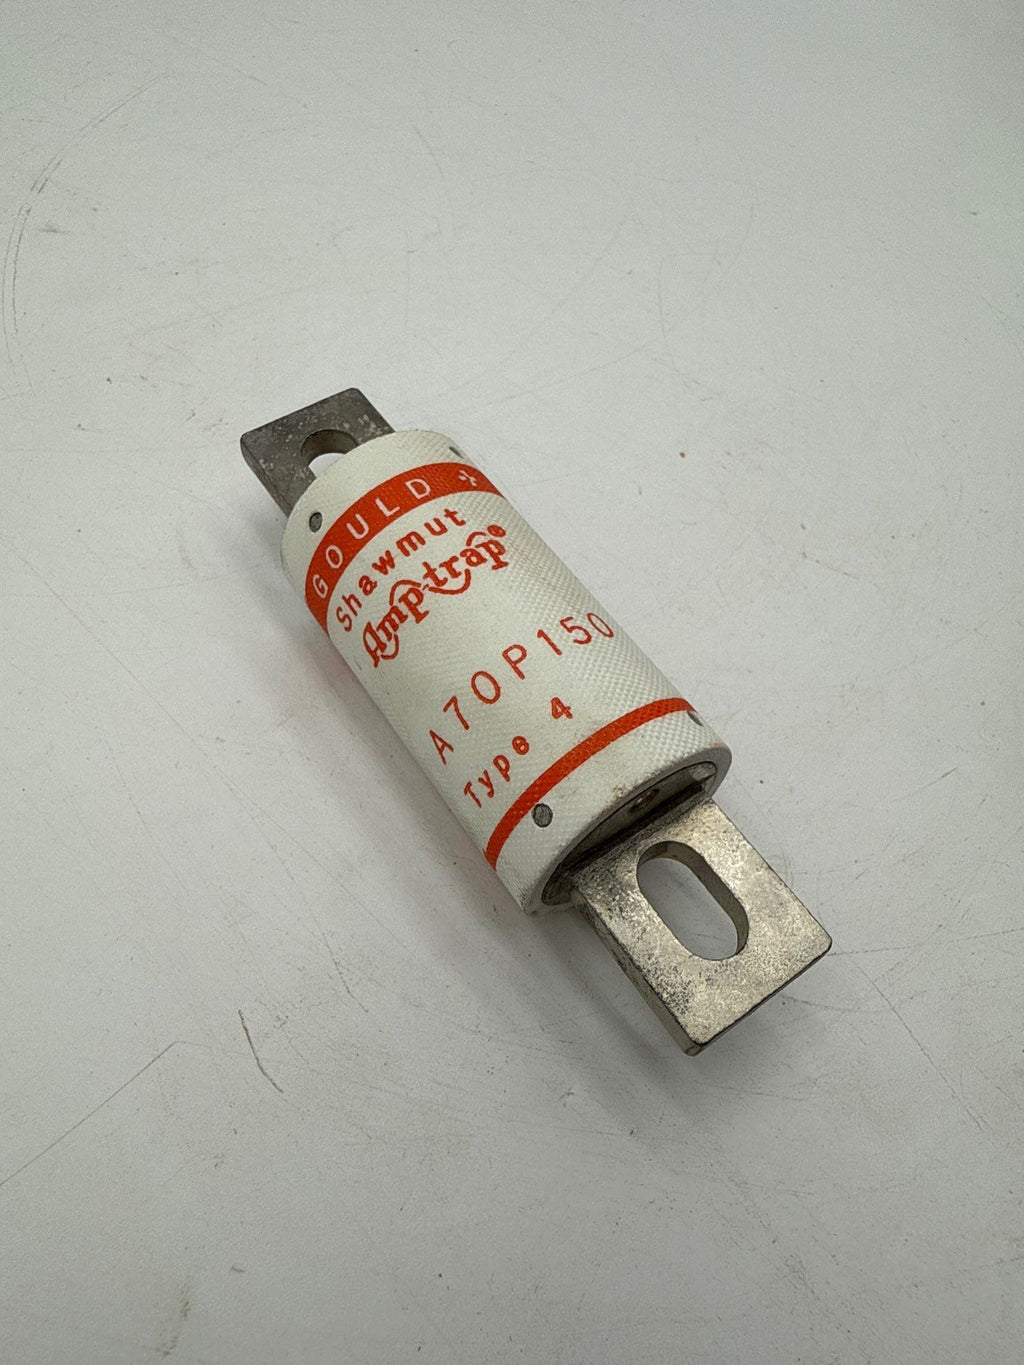 GOULD
Shawmut
Amp-trap®
A70P150
Type 4